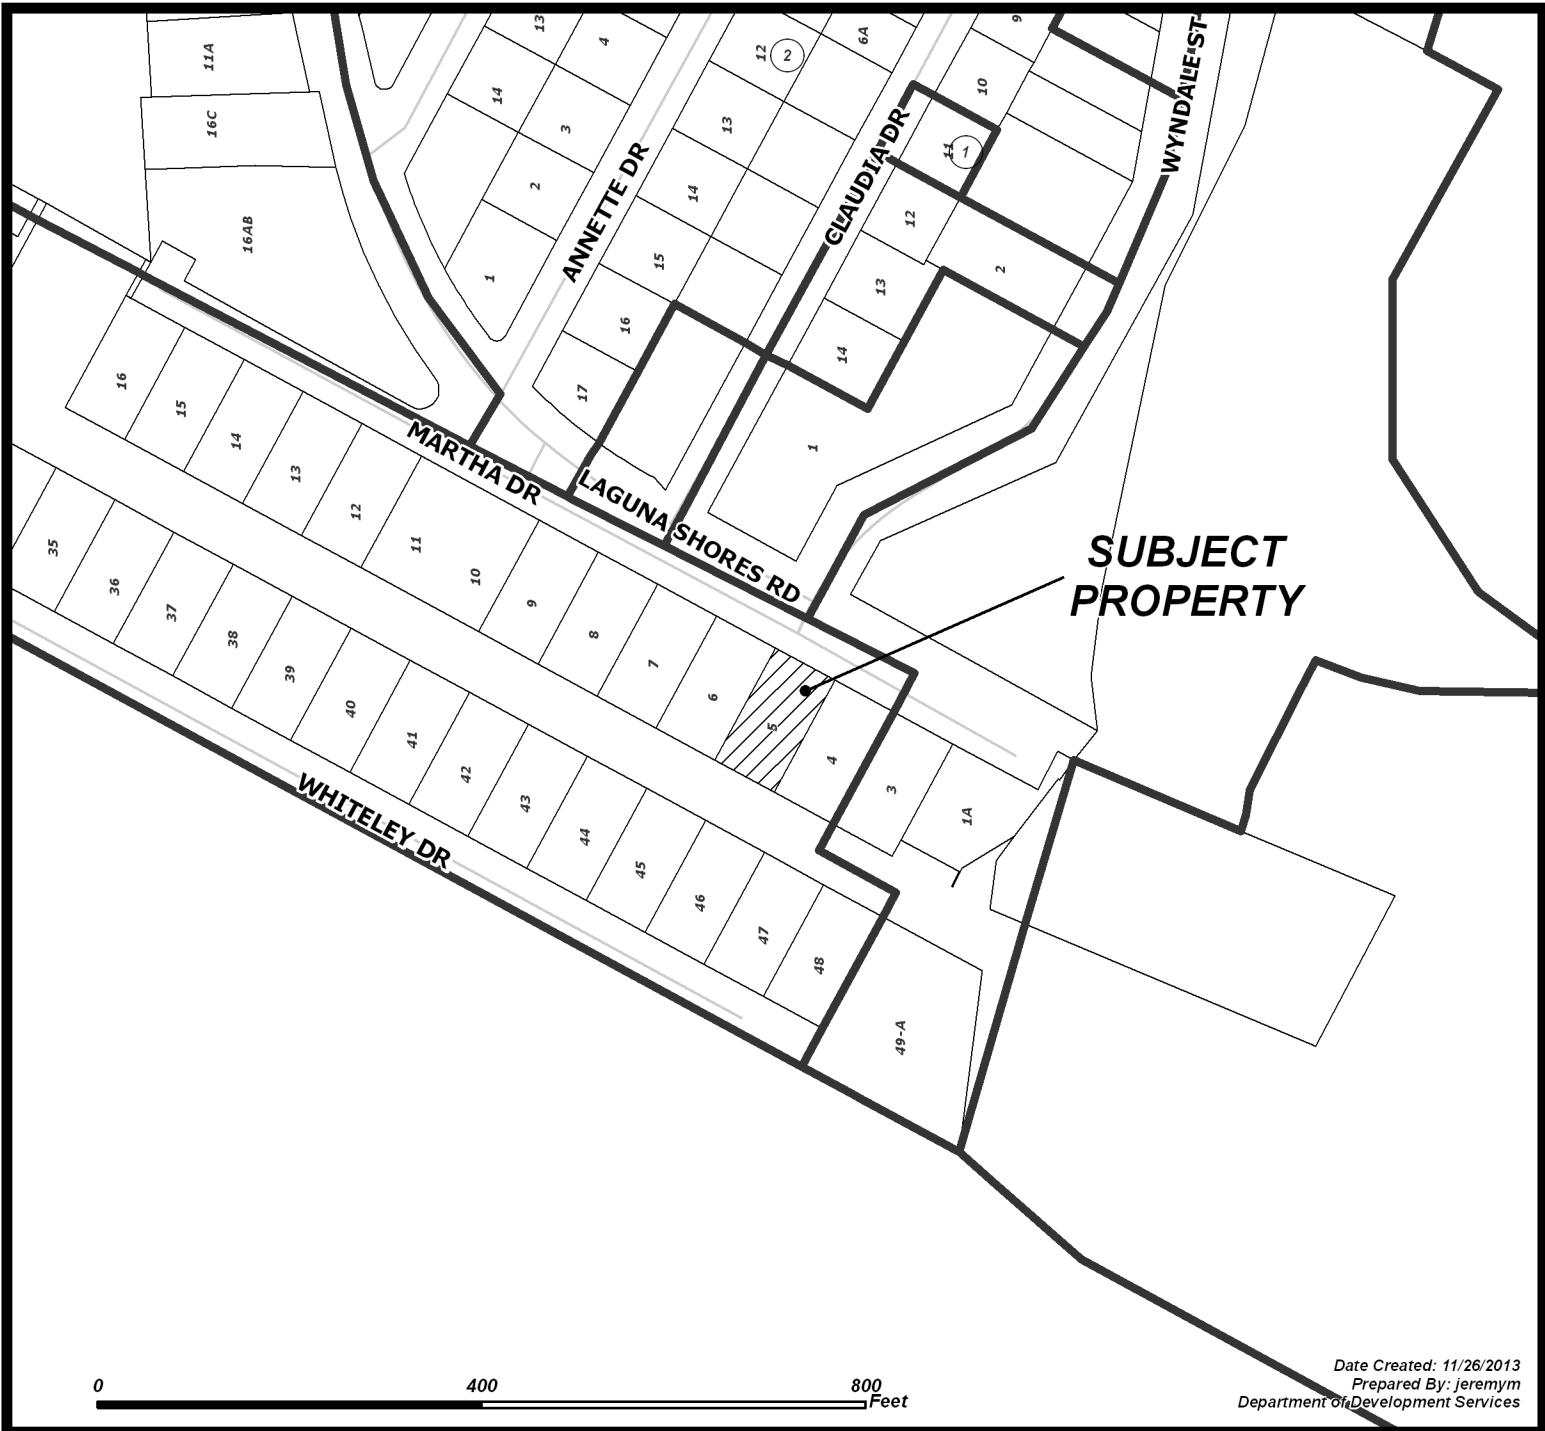 9
13
4
6A
12
2
11A
10
14
13
3
16C
11
1
WYNDALE ST
CLAUDIA DR
ANNETTE DR
2
14
12
16AB
15
2
1
13
16
14
17
16
15
14
1
MARTHA DR
LAGUNA SHORES RD
13
12
11
10
9
8
7
6
5
4
3
1A
SUBJECT
PROPERTY
35
36
37
38
39
40
41
42
43
44
45
46
47
48
49-A
WHITELEY DR
0
400
800
Feet
Date Created: 11/26/2013
Prepared By: jeremym
Department of Development Services